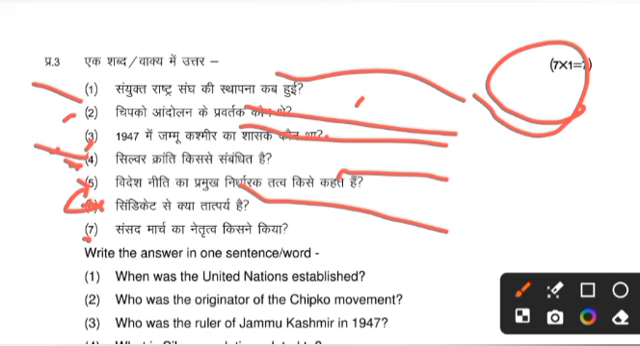 प्र.3 एक शब्द/वाक्य में उत्तर – (7X1=7)
(1) संयुक्त राष्ट्र संघ की स्थापना कब हुई?
(2) चिपको आंदोलन के प्रवर्तक कौन थे?
(3) 1947 में जम्मू कश्मीर का शासक कौन था?
(4) सिल्वर क्रांति किससे संबंधित है?
(5) विदेश नीति का प्रमुख निर्धारक तत्व किसे कहते हैं?
सिंडिकेट से क्या तात्पर्य है?
(7) संसद मार्च का नेतृत्व किसने किया?
Write the answer in one sentence/word -
(1) When was the United Nations established?
(2) Who was the originator of the Chipko movement?
(3) Who was the ruler of Jammu Kashmir in 1947?